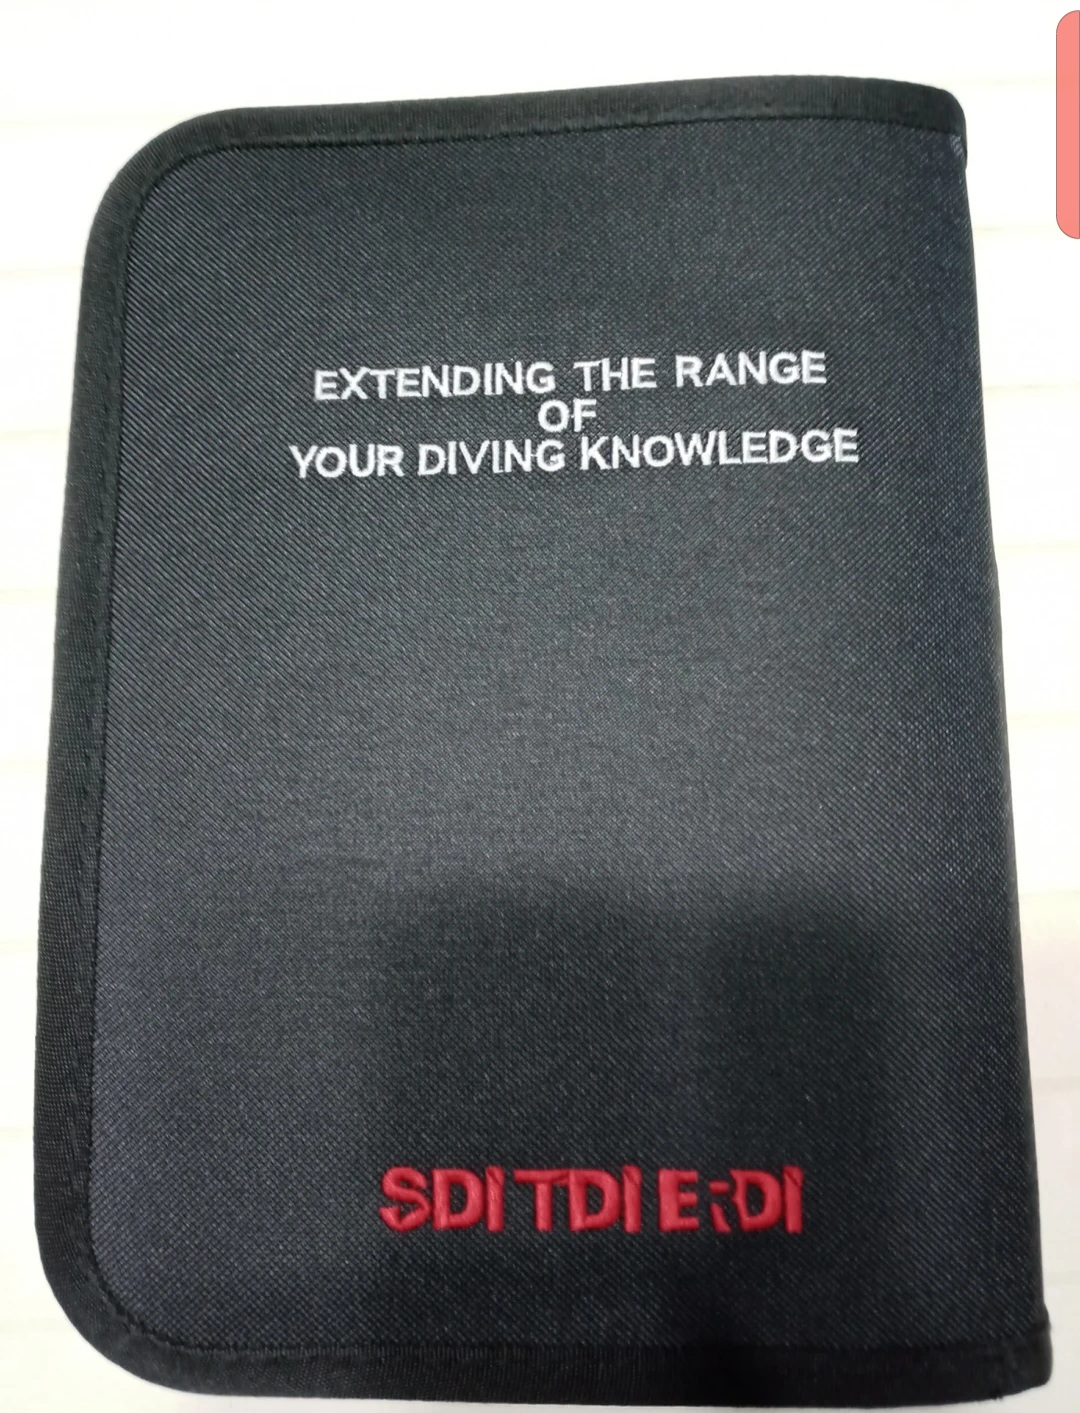 EXTENDING THE RANGE
OF
YOUR DIVING KNOWLEDGE
SDI TDI ERDI